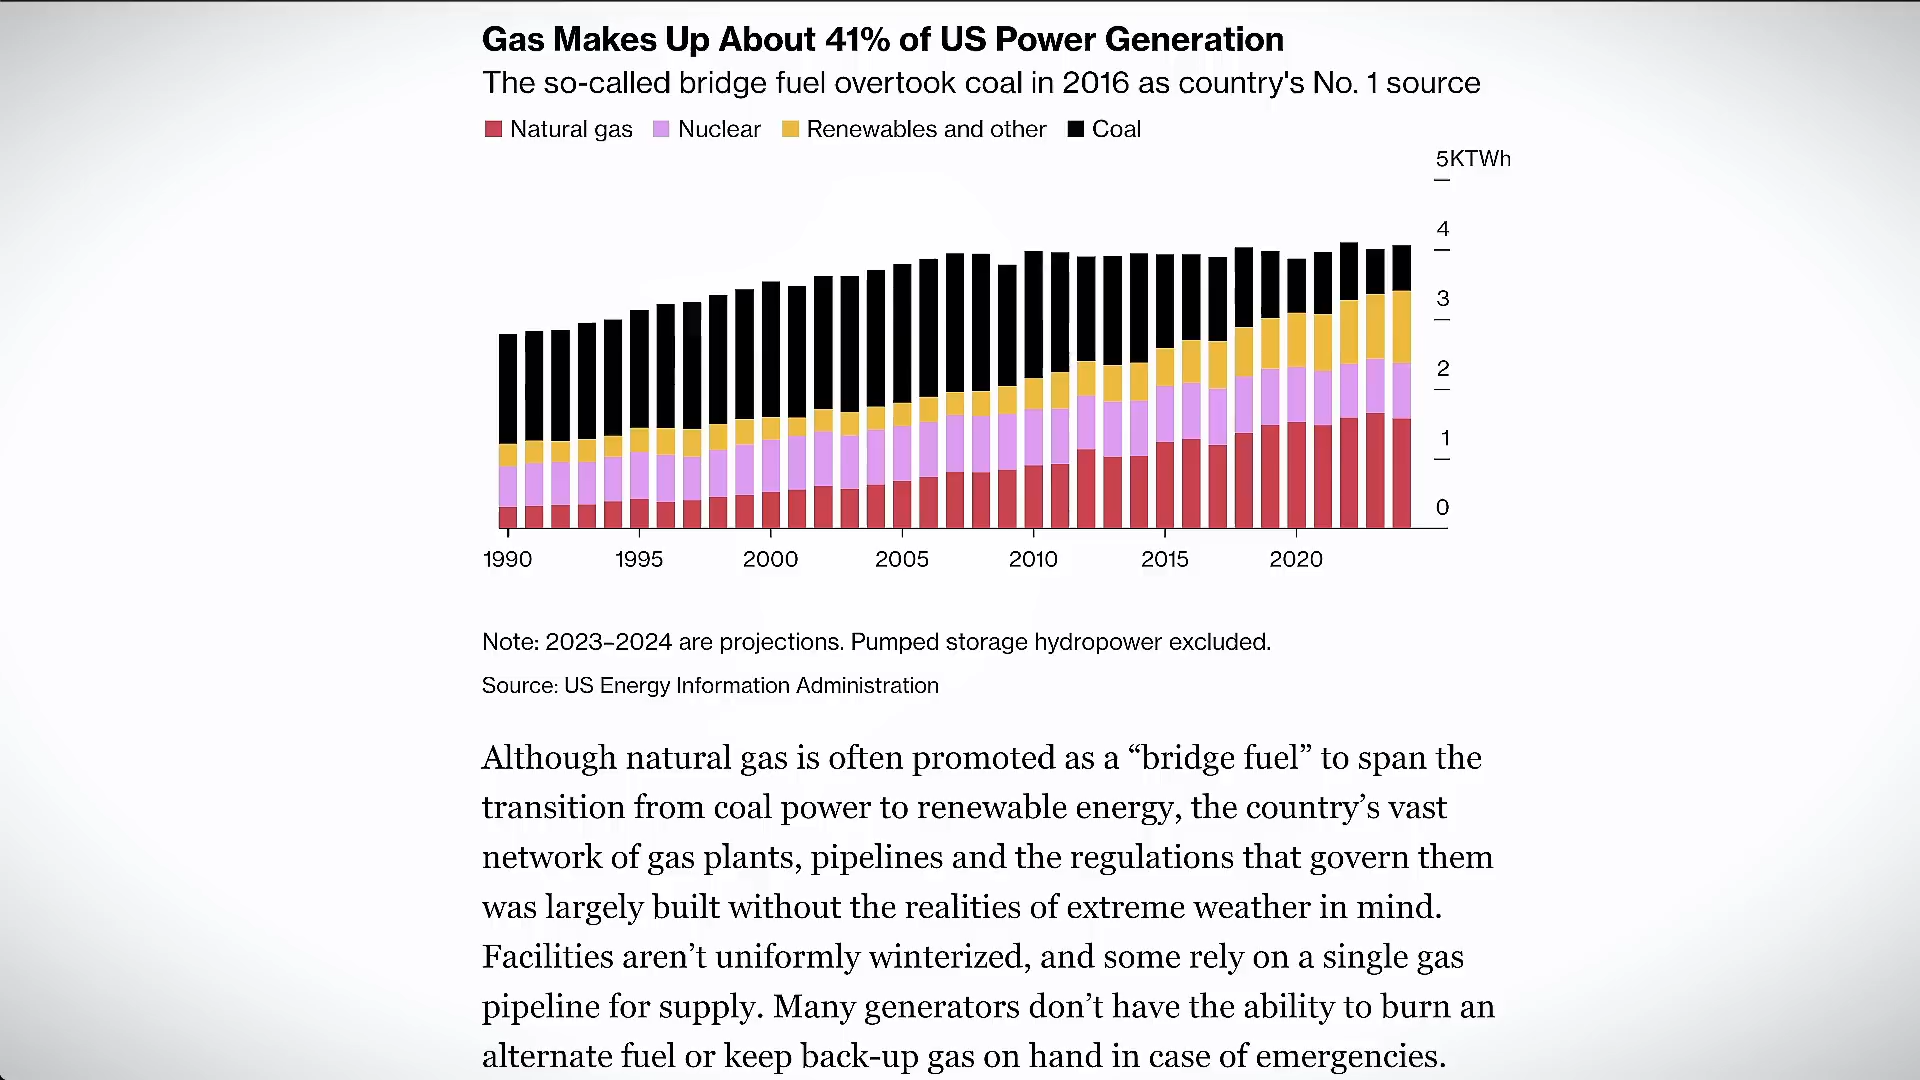 Gas Makes Up About 41% of US Power Generation
The so-called bridge fuel overtook coal in 2016 as country's No. 1 source
Natural gas Nuclear Renewables and other Coal
5KTWh
4
3
2
1
0
1990 1995 2000 2005 2010 2015 2020
Note: 2023–2024 are projections. Pumped storage hydropower excluded.
Source: US Energy Information Administration
Although natural gas is often promoted as a “bridge fuel” to span the
transition from coal power to renewable energy, the country’s vast
network of gas plants, pipelines and the regulations that govern them
was largely built without the realities of extreme weather in mind.
Facilities aren’t uniformly winterized, and some rely on a single gas
pipeline for supply. Many generators don’t have the ability to burn an
alternate fuel or keep back-up gas on hand in case of emergencies.